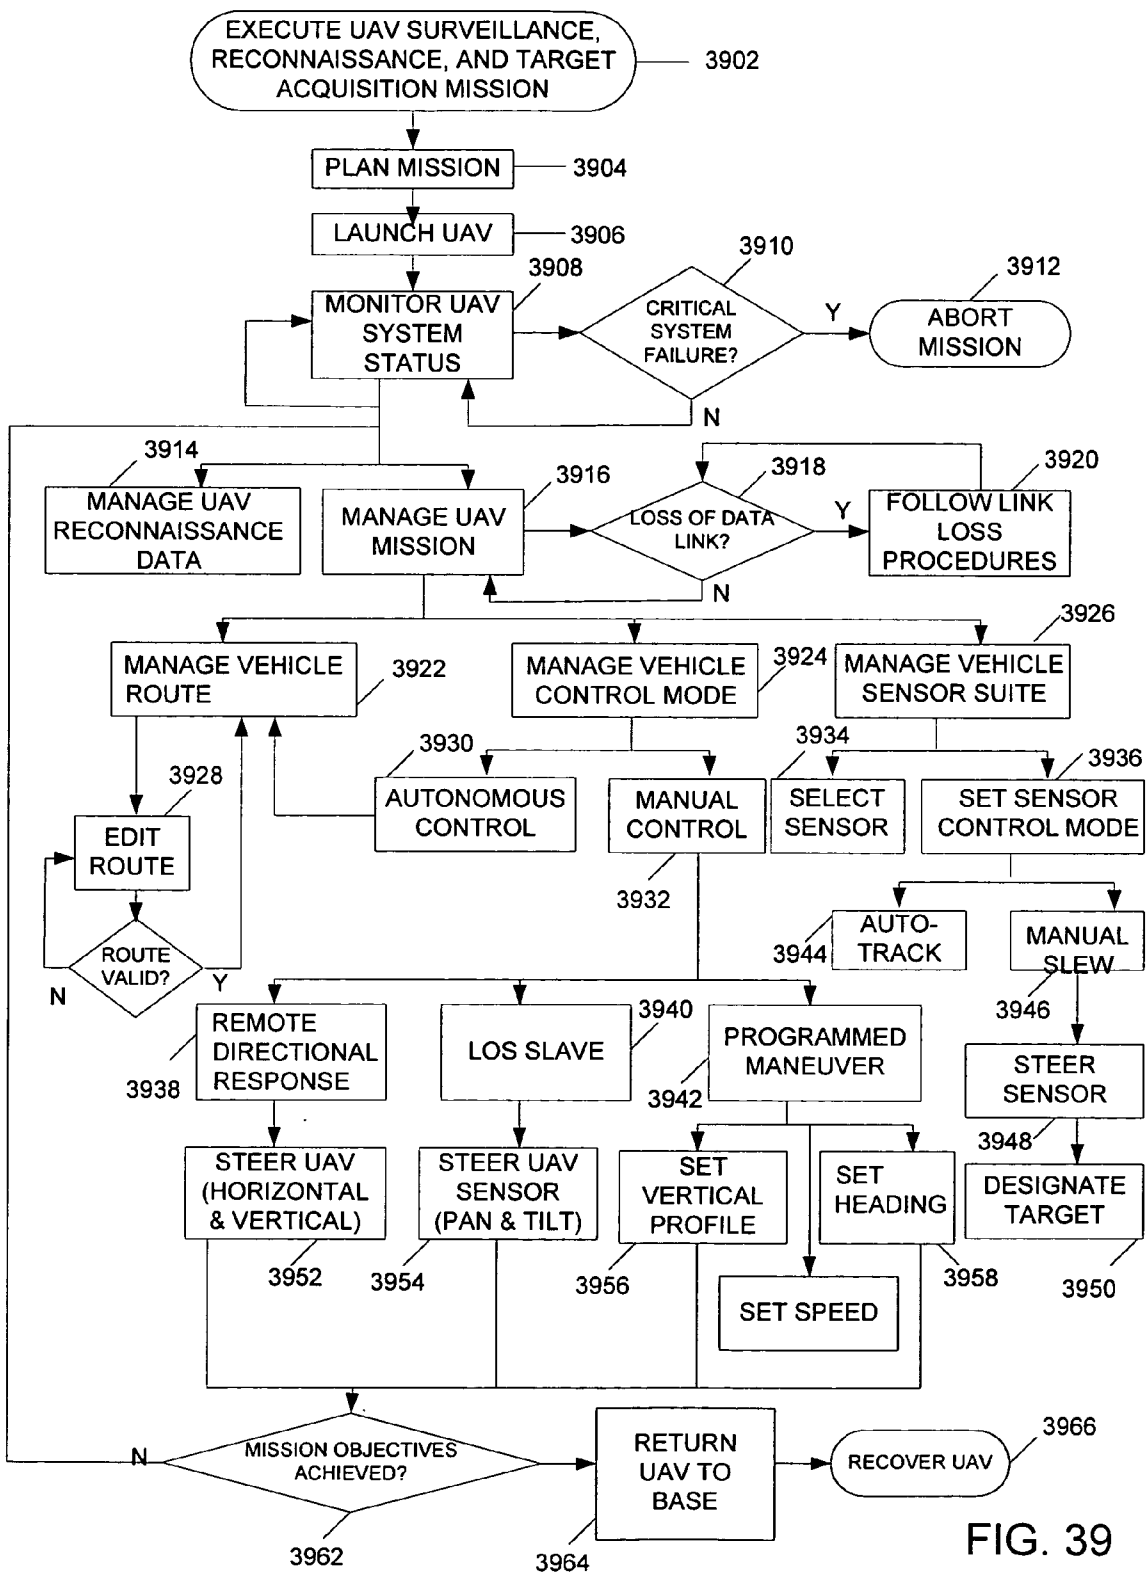 EXECUTE UAV SURVEILLANCE,
RECONNAISSANCE, AND TARGET
ACQUISITION MISSION
3902
PLAN MISSION
3904
LAUNCH UAV
3906
3908
MONITOR UAV
SYSTEM
STATUS
3910
CRITICAL
SYSTEM
FAILURE?
Y
N
3912
ABORT
MISSION
3914
MANAGE UAV
RECONNAISSANCE
DATA
3916
MANAGE UAV
MISSION
3918
LOSS OF DATA
LINK?
Y
N
3920
FOLLOW LINK
LOSS
PROCEDURES
MANAGE VEHICLE
ROUTE
3922
MANAGE VEHICLE
CONTROL MODE
3924
3926
MANAGE VEHICLE
SENSOR SUITE
3928
EDIT
ROUTE
ROUTE
VALID?
N
Y
3930
AUTONOMOUS
CONTROL
MANUAL
CONTROL
3932
3934
SELECT
SENSOR
3936
SET SENSOR
CONTROL MODE
AUTO-
TRACK
3944
MANUAL
SLEW
3946
REMOTE
DIRECTIONAL
RESPONSE
3938
LOS SLAVE
3940
PROGRAMMED
MANEUVER
3942
STEER
SENSOR
3948
STEER UAV
(HORIZONTAL
& VERTICAL)
3952
STEER UAV
SENSOR
(PAN & TILT)
3954
SET
VERTICAL
PROFILE
3956
SET
HEADING
3958
DESIGNATE
TARGET
3950
SET SPEED
N
MISSION OBJECTIVES
ACHIEVED?
3962
RETURN
UAV TO
BASE
3964
RECOVER UAV
3966
FIG. 39